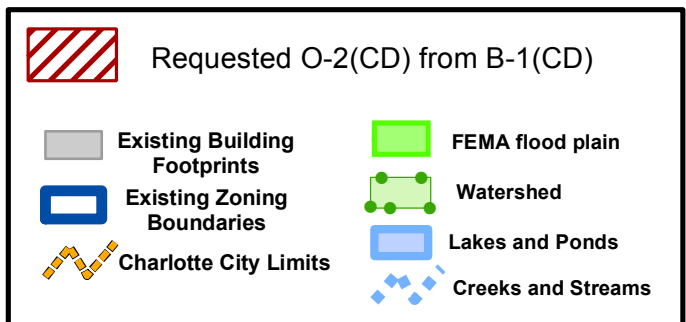 Requested O-2(CD) from B-1(CD)
Existing Building
Footprints
Existing Zoning
Boundaries
Charlotte City Limits
FEMA flood plain
Watershed
Lakes and Ponds
Creeks and Streams